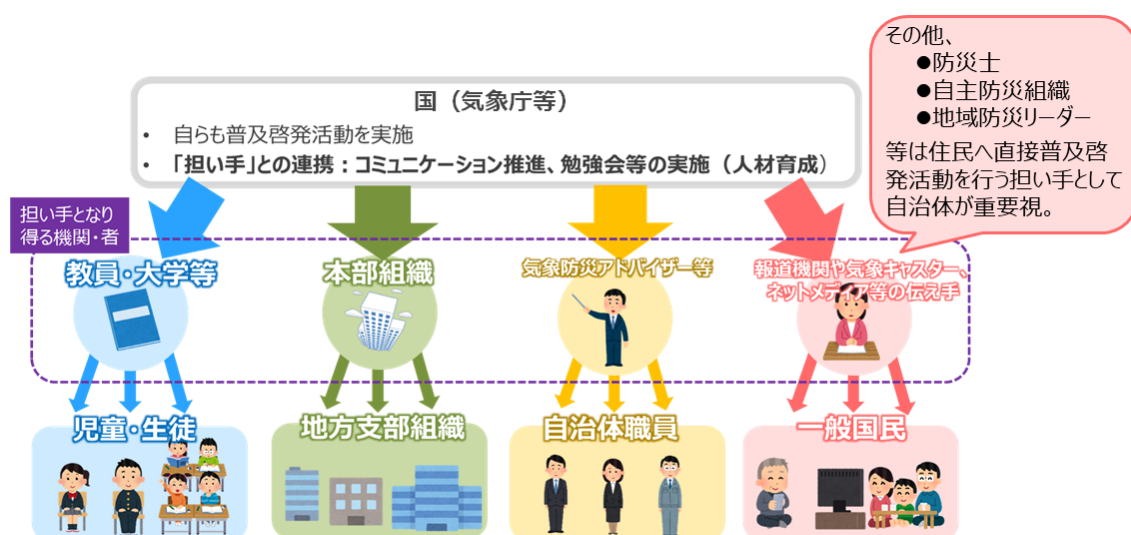 その他、
●防災士
●自主防災組織
●地域防災リーダー
等は住民へ直接普及啓
発活動を行う担い手として
自治体が重要視。
国（気象庁等）
• 自らも普及啓発活動を実施
• 「担い手」との連携：コミュニケーション推進、勉強会等の実施（人材育成）
担い手となり
得る機関・者
教員・大学等
本部組織
気象防災アドバイザー等
報道機関や気象キャスター、
ネットメディア等の伝え手
児童・生徒
地方支部組織
自治体職員
一般国民